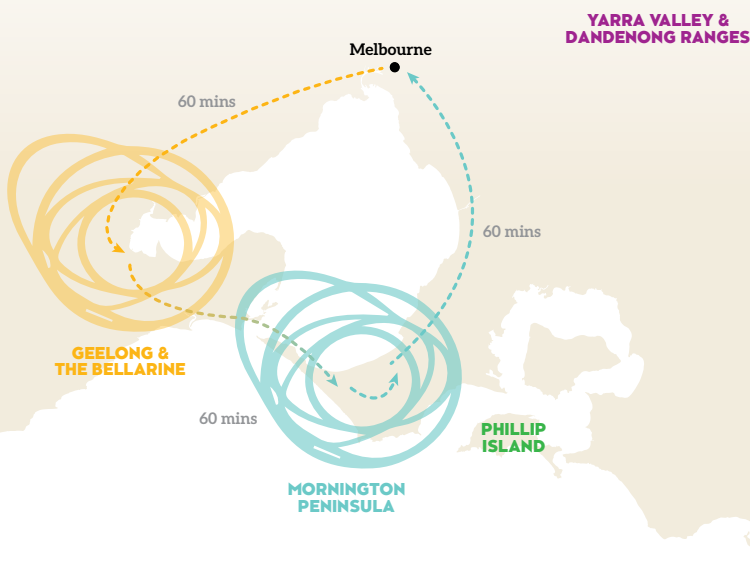 YARRA VALLEY &
DANDENONG RANGES
Melbourne
60 mins
60 mins
GEELONG &
THE BELLARINE
60 mins
PHILLIP
ISLAND
MORNINGTON
PENINSULA